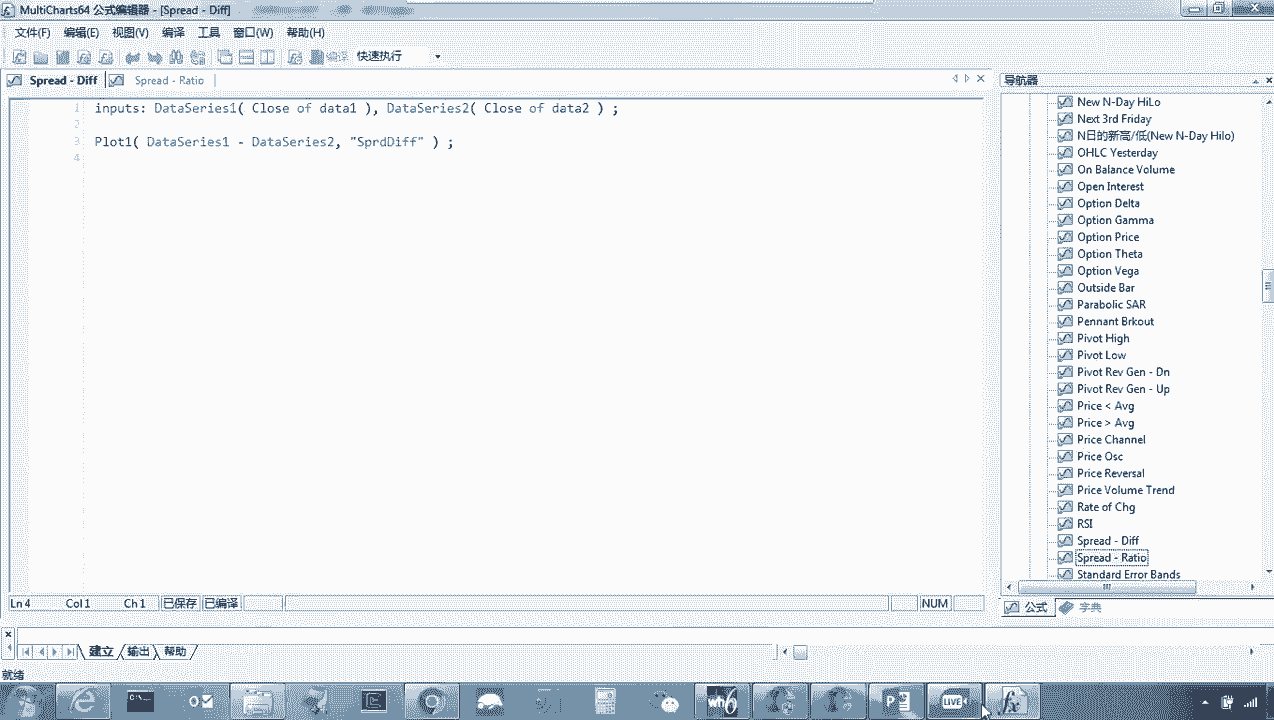 MultiCharts64 公式编辑器 - [Spread - Diff]
文件(F) 编辑(E) 视图(V) 编译 工具 窗口(W) 帮助(H)
编译 快速执行
Spread - Diff Spread - Ratio
1 inputs: DataSeries1( Close of data1 ), DataSeries2( Close of data2 ) ;
2
3 Plot1( DataSeries1 - DataSeries2, "SprdDiff" ) ;
4
导航器
New N-Day HiLo
Next 3rd Friday
N日的新高/低(New N-Day Hilo)
OHLC Yesterday
On Balance Volume
Open Interest
Option Delta
Option Gamma
Option Price
Option Theta
Option Vega
Outside Bar
Parabolic SAR
Pennant Brkout
Pivot High
Pivot Low
Pivot Rev Gen - Dn
Pivot Rev Gen - Up
Price < Avg
Price > Avg
Price Channel
Price Osc
Price Reversal
Price Volume Trend
Rate of Chg
RSI
Spread - Diff
Spread - Ratio
Standard Error Bands
公式 字典
Ln 4 Col 1 Ch 1 已保存 已编译 NUM
建立 输出 帮助
就绪
wh6 LIVE